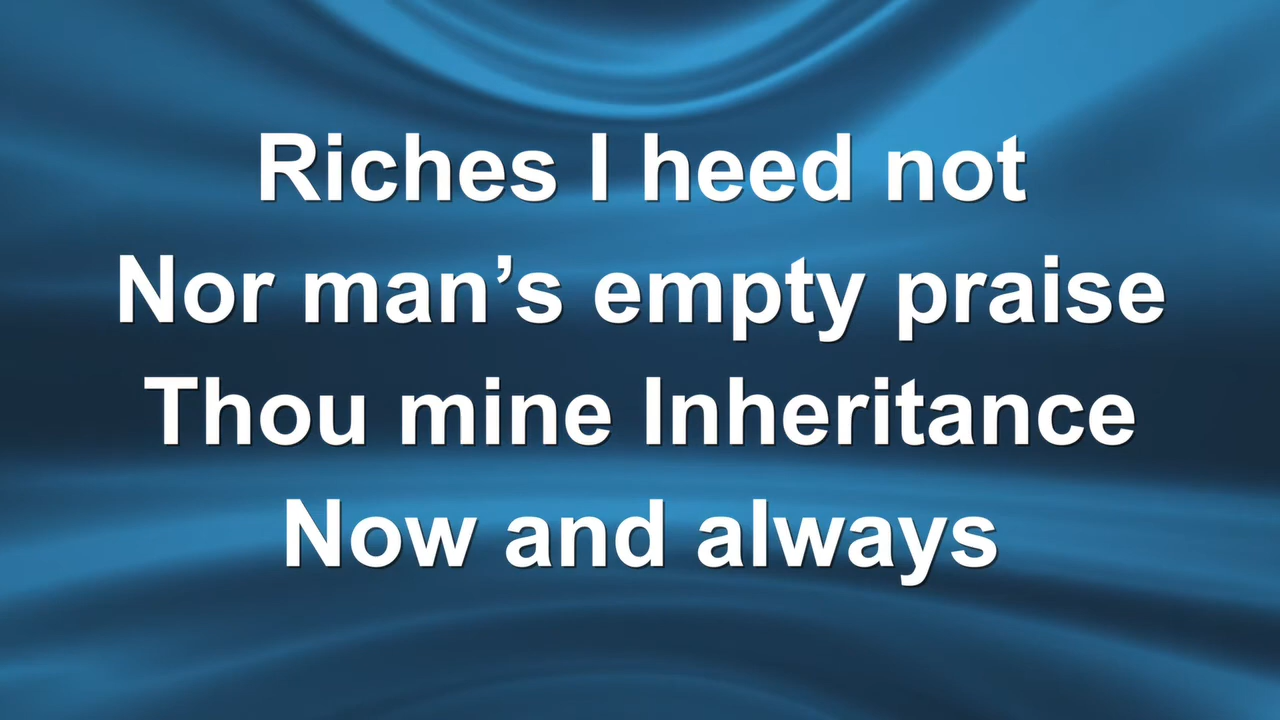 Riches I heed not
Nor man’s empty praise
Thou mine Inheritance
Now and always